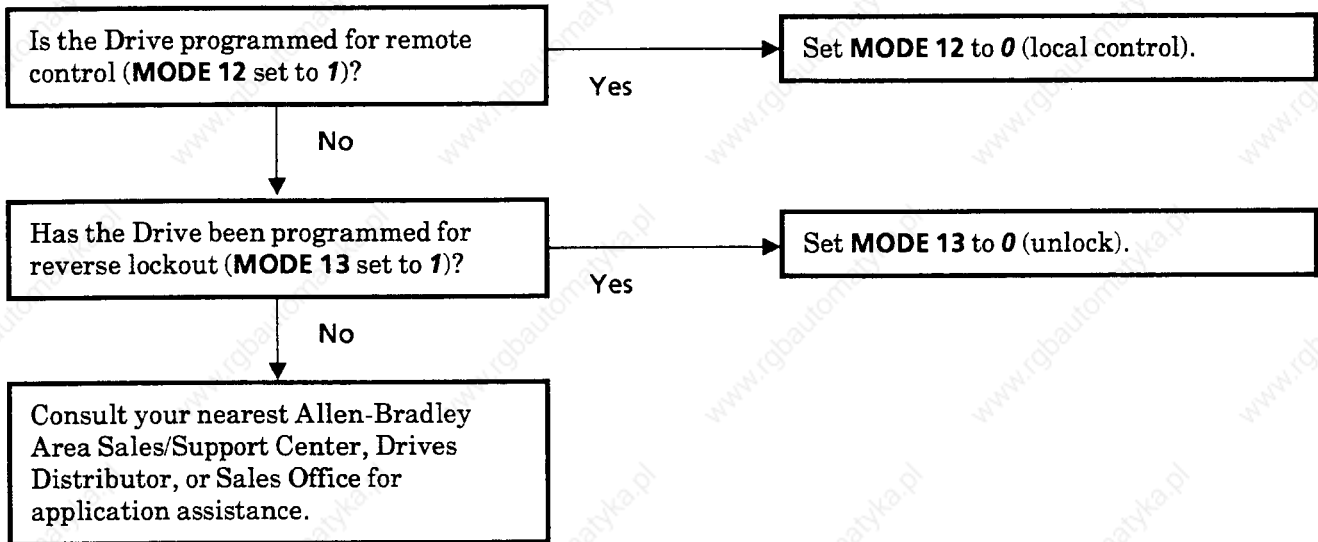 Is the Drive programmed for remote
control (MODE 12 set to 1)?
Yes
Set MODE 12 to 0 (local control).
No
Has the Drive been programmed for
reverse lockout (MODE 13 set to 1)?
Yes
Set MODE 13 to 0 (unlock).
No
Consult your nearest Allen-Bradley
Area Sales/Support Center, Drives
Distributor, or Sales Office for
application assistance.
www.rgbautomatyka.pl